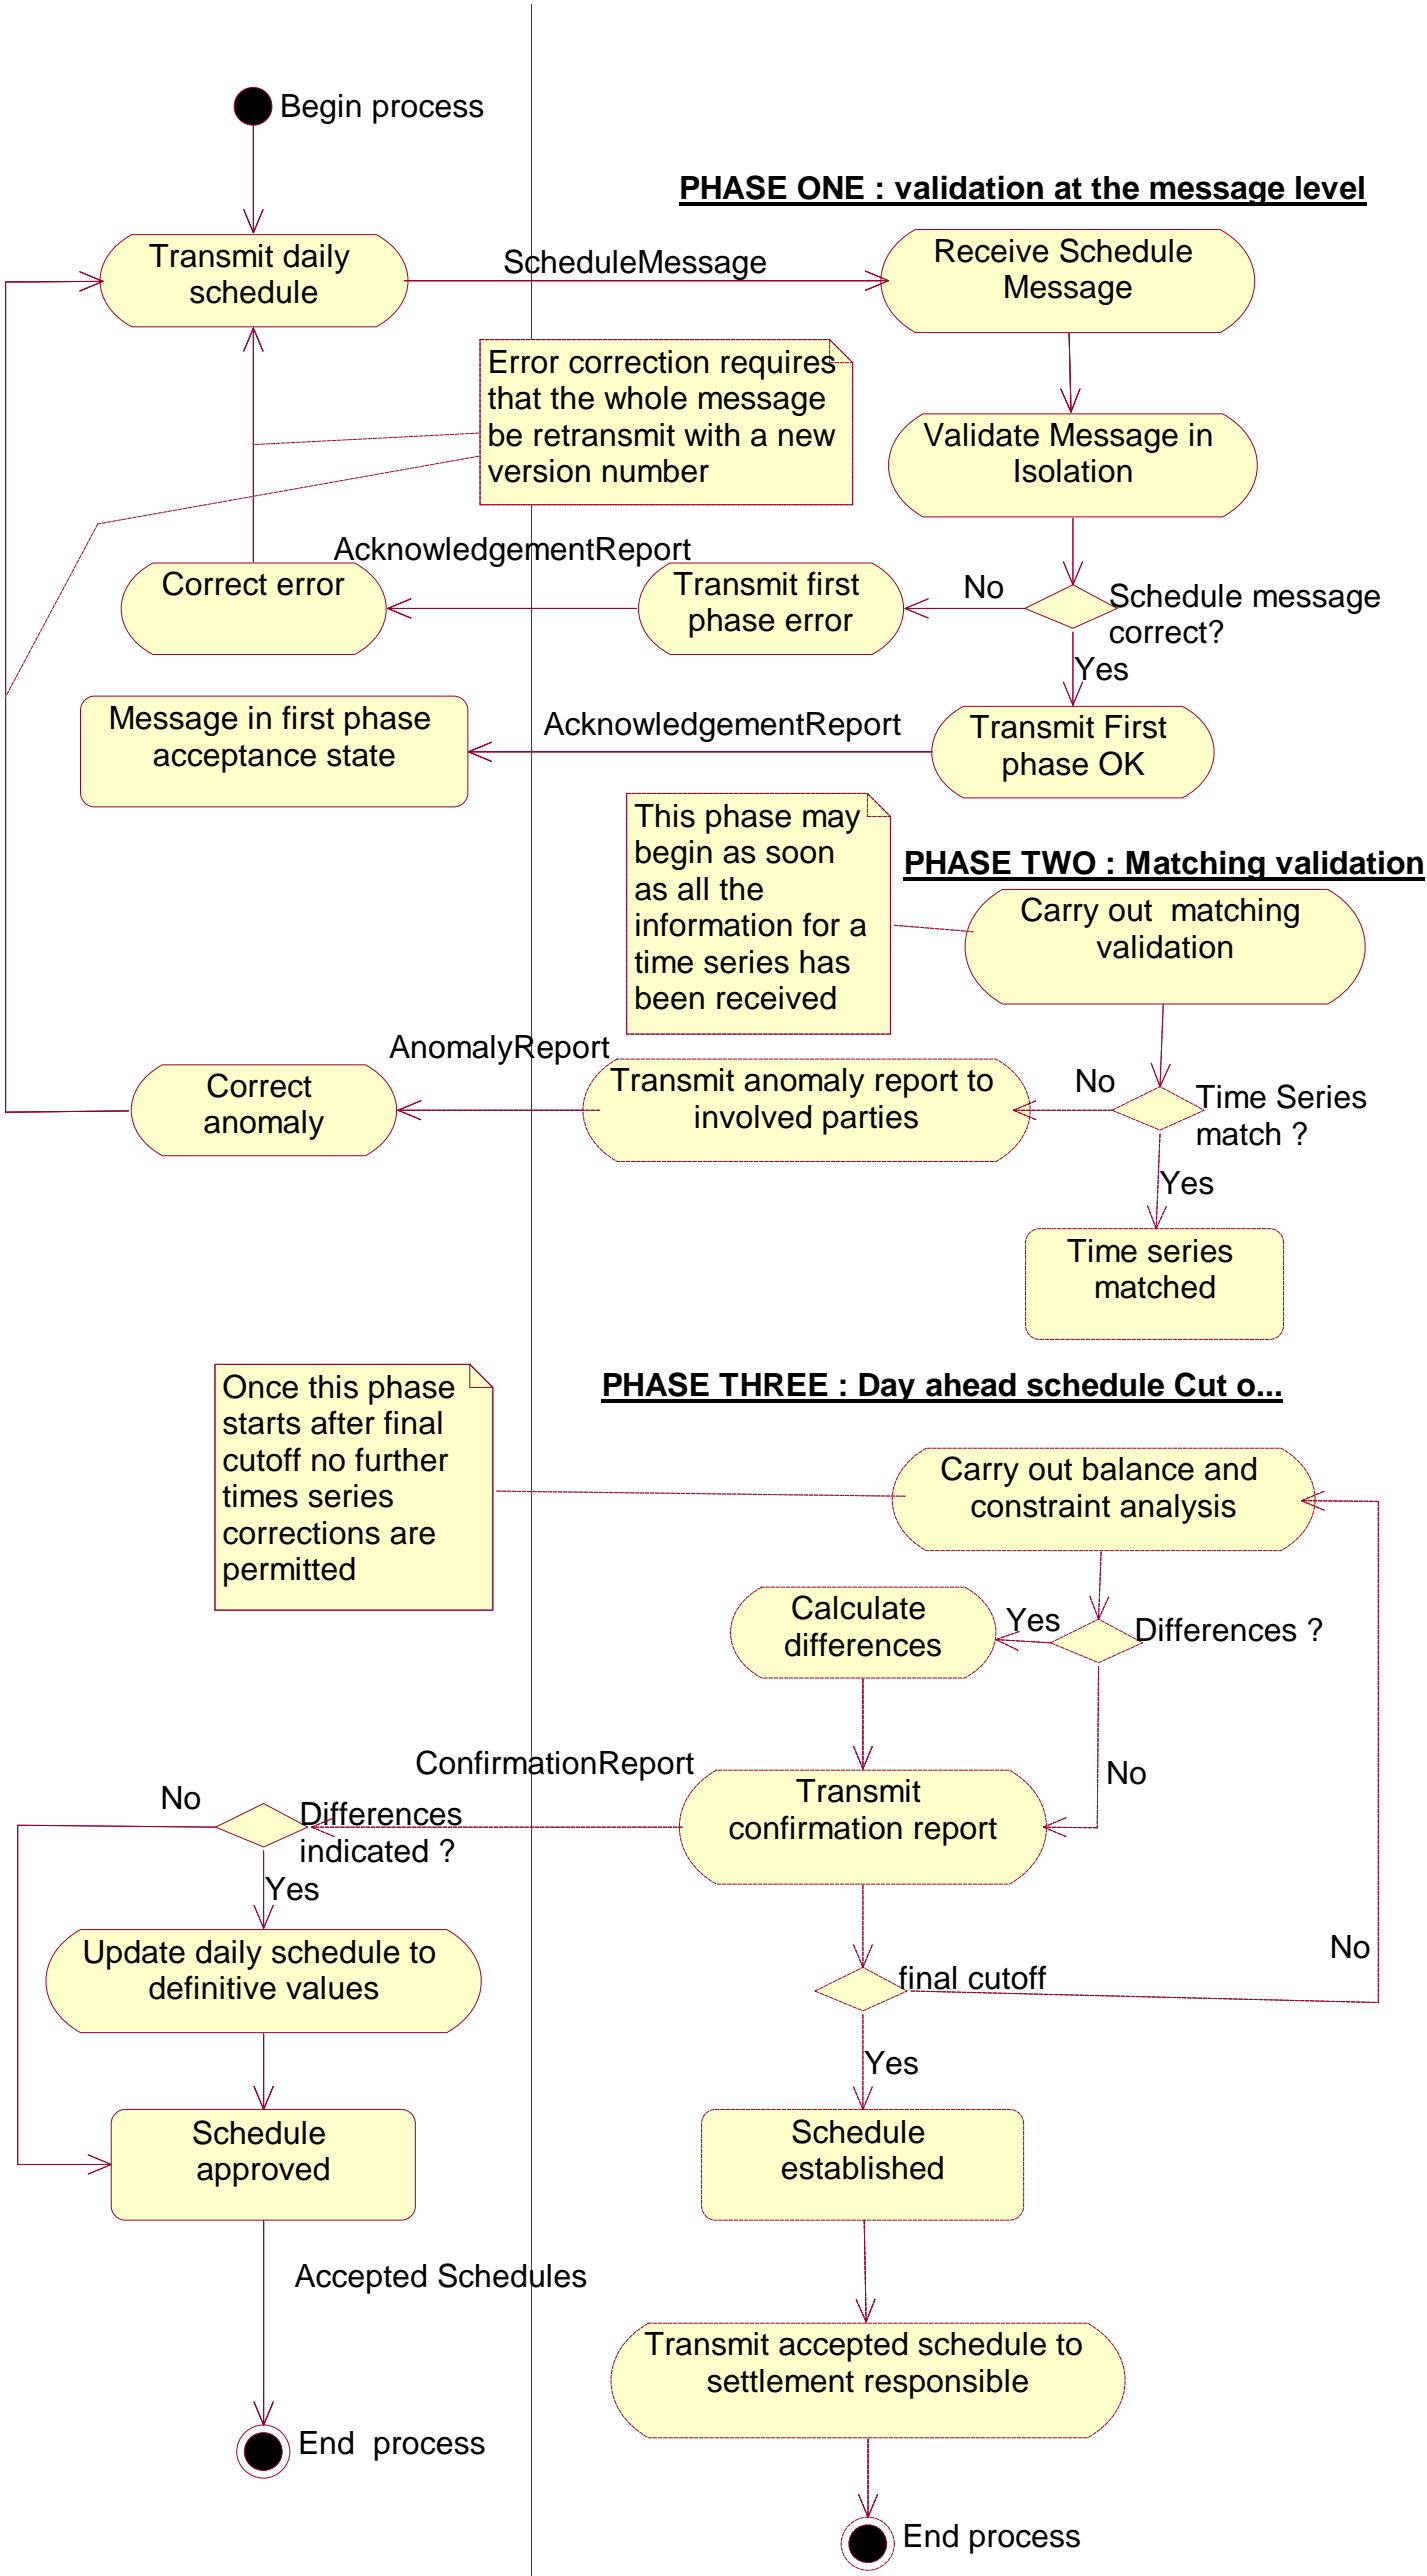 Begin process
PHASE ONE : validation at the message level
Transmit daily
schedule
ScheduleMessage
Receive Schedule
Message
Error correction requires
that the whole message
be retransmit with a new
version number
Validate Message in
Isolation
AcknowledgementReport
Correct error
Transmit first
phase error
No
Schedule message
correct?
Yes
Message in first phase
acceptance state
AcknowledgementReport
Transmit First
phase OK
This phase may
begin as soon
as all the
information for a
time series has
been received
PHASE TWO : Matching validation
Carry out matching
validation
AnomalyReport
Correct
anomaly
Transmit anomaly report to
involved parties
No
Time Series
match ?
Yes
Time series
matched
Once this phase
starts after final
cutoff no further
times series
corrections are
permitted
PHASE THREE : Day ahead schedule Cut o...
Carry out balance and
constraint analysis
Calculate
differences
Yes
Differences ?
No
ConfirmationReport
Transmit
confirmation report
No
Differences
indicated ?
Yes
Update daily schedule to
definitive values
final cutoff
No
Yes
Schedule
approved
Schedule
established
Accepted Schedules
Transmit accepted schedule to
settlement responsible
End process
End process